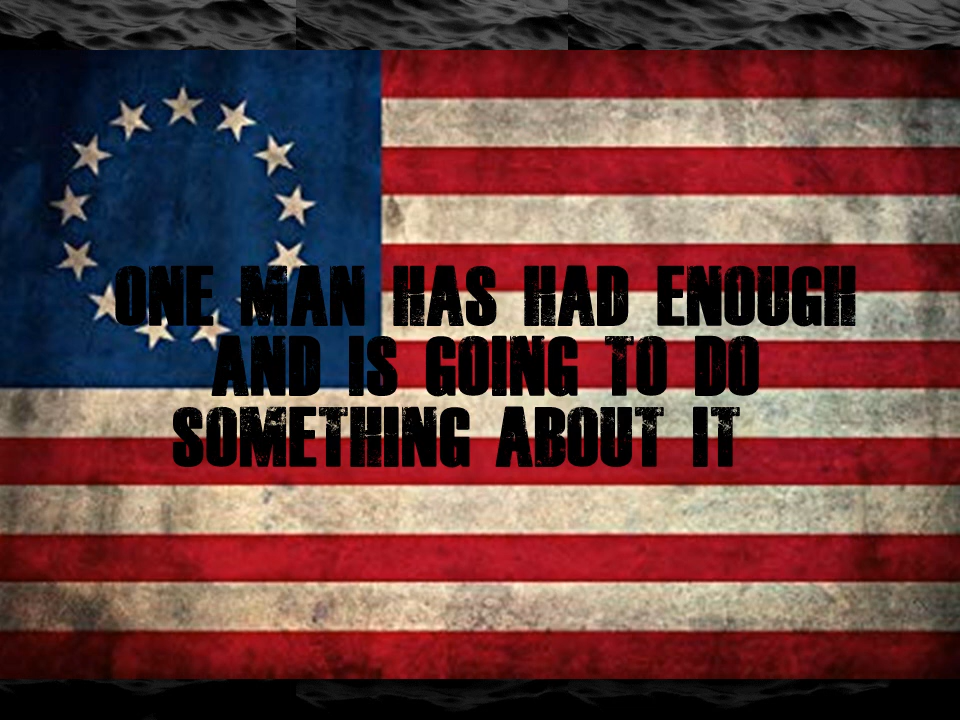 ONE MAN HAS HAD ENOUGH
AND IS GOING TO DO
SOMETHING ABOUT IT